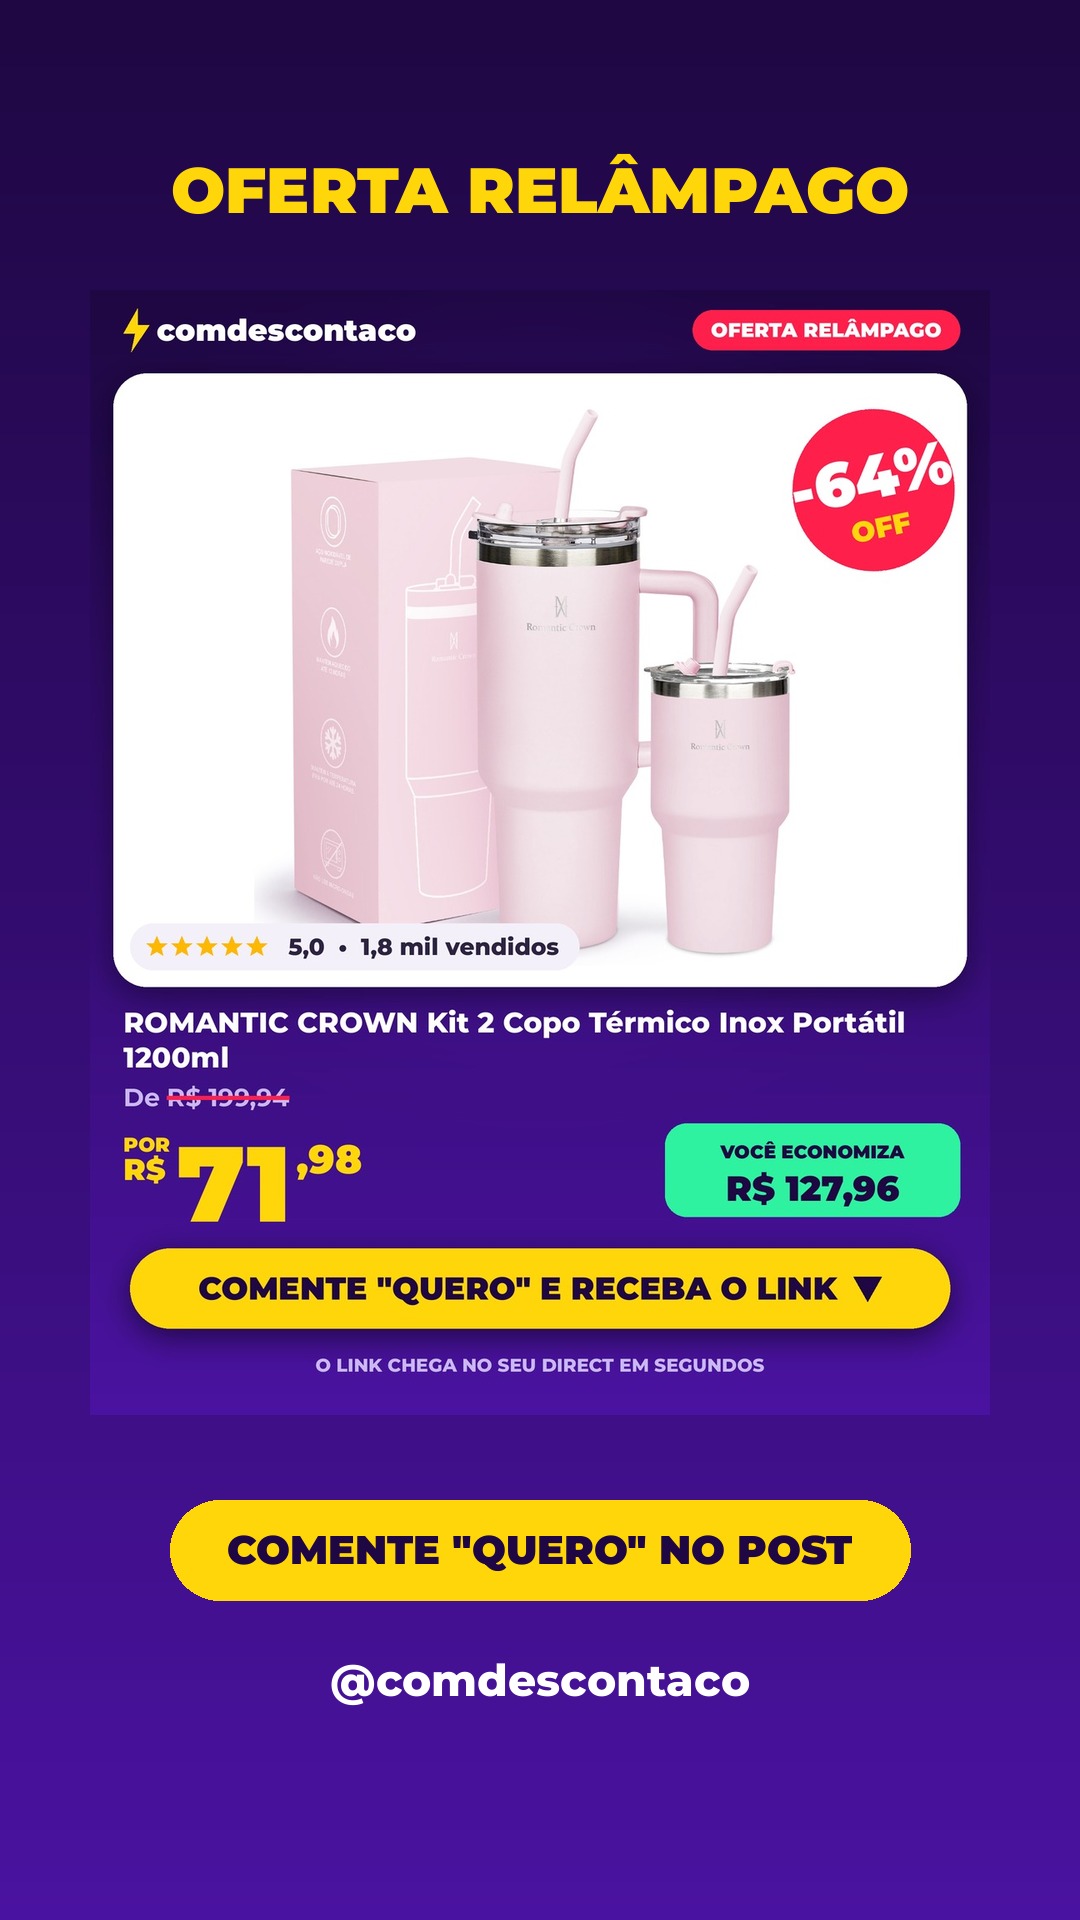 OFERTA RELÂMPAGO
comdescontaco
OFERTA RELÂMPAGO
-64%
OFF
Romantic Crown
Romantic Crown
5,0 • 1,8 mil vendidos
ROMANTIC CROWN Kit 2 Copo Térmico Inox Portátil
1200ml
De R$ 199,94
POR
R$ 71,98
VOCÊ ECONOMIZA
R$ 127,96
COMENTE "QUERO" E RECEBA O LINK ▼
O LINK CHEGA NO SEU DIRECT EM SEGUNDOS
COMENTE "QUERO" NO POST
@comdescontaco